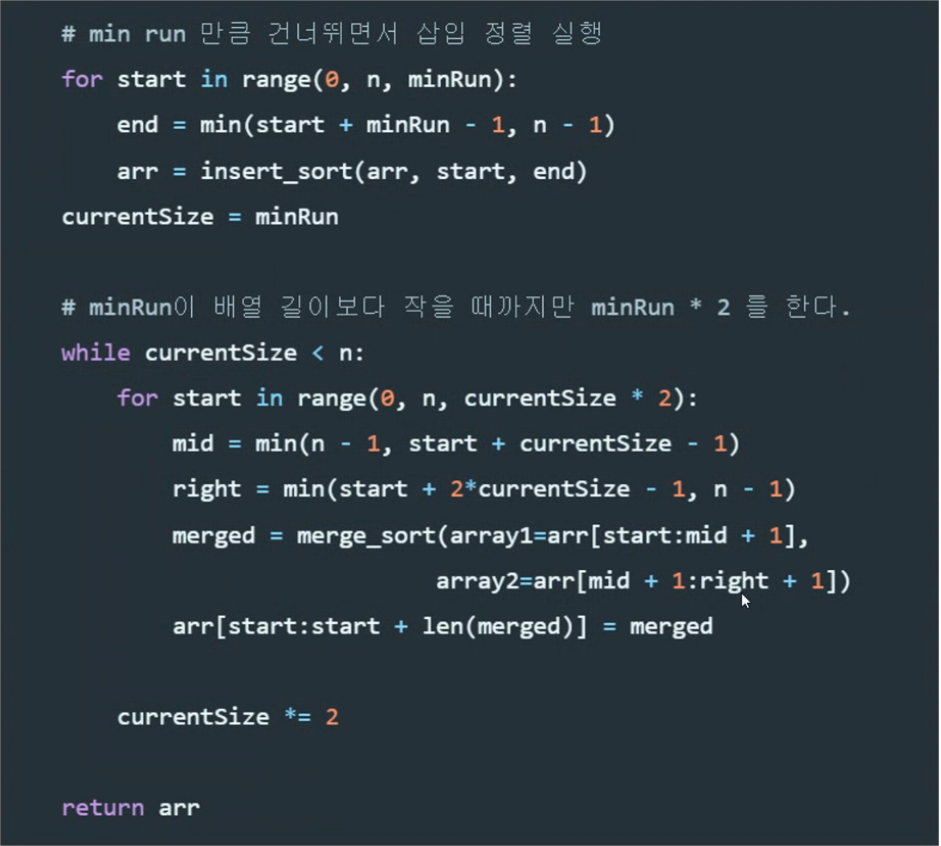 # min run 만큼 건너뛰면서 삽입 정렬 실행
for start in range(0, n, minRun):
    end = min(start + minRun - 1, n - 1)
    arr = insert_sort(arr, start, end)
currentSize = minRun
# minRun이 배열 길이보다 작을 때까지만 minRun * 2 를 한다.
while currentSize < n:
    for start in range(0, n, currentSize * 2):
        mid = min(n - 1, start + currentSize - 1)
        right = min(start + 2*currentSize - 1, n - 1)
        merged = merge_sort(array1=arr[start:mid + 1],
                           array2=arr[mid + 1:right + 1])
        arr[start:start + len(merged)] = merged
    currentSize *= 2
return arr